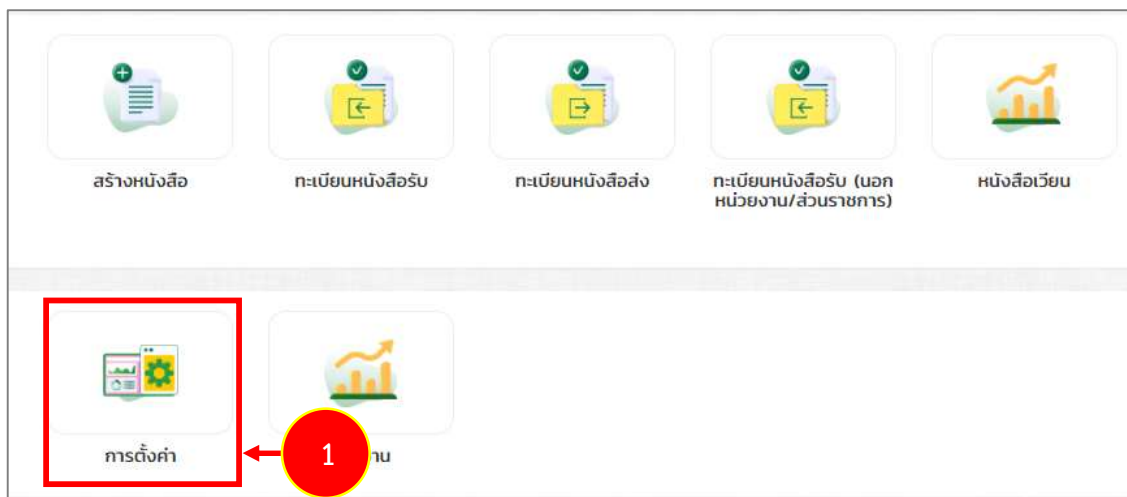 สร้างหนังสือ
ทะเบียนหนังสือรับ
ทะเบียนหนังสือส่ง
ทะเบียนหนังสือรับ (นอก
หน่วยงาน/ส่วนราชการ)
หนังสือเวียน
การตั้งค่า
1